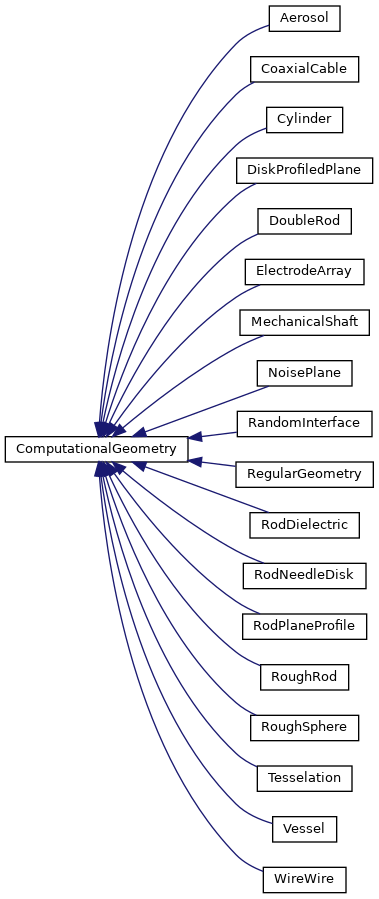 Aerosol
CoaxialCable
Cylinder
DiskProfiledPlane
DoubleRod
ElectrodeArray
MechanicalShaft
NoisePlane
RandomInterface
ComputationalGeometry
RegularGeometry
RodDielectric
RodNeedleDisk
RodPlaneProfile
RoughRod
RoughSphere
Tesselation
Vessel
WireWire